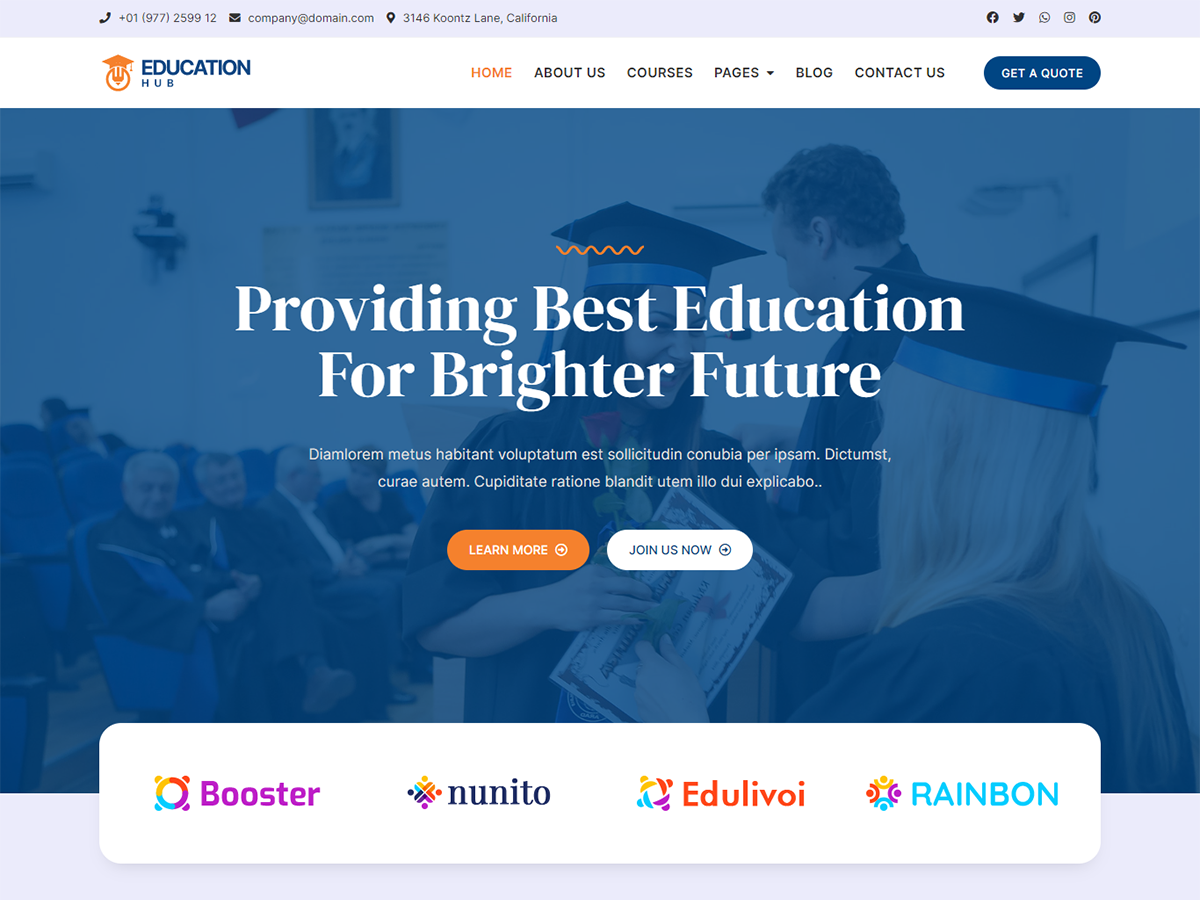 +01 (977) 2599 12 company@domain.com 3146 Koontz Lane, California
EDUCATION
HUB
HOME ABOUT US COURSES PAGES BLOG CONTACT US GET A QUOTE
Providing Best Education
For Brighter Future
Diamlorem metus habitant voluptatum est sollicitudin conubia per ipsam. Dictumst,
curae autem. Cupiditate ratione blandit utem illo dui explicabo..
LEARN MORE JOIN US NOW
Booster nunito Edulivoi RAINBON